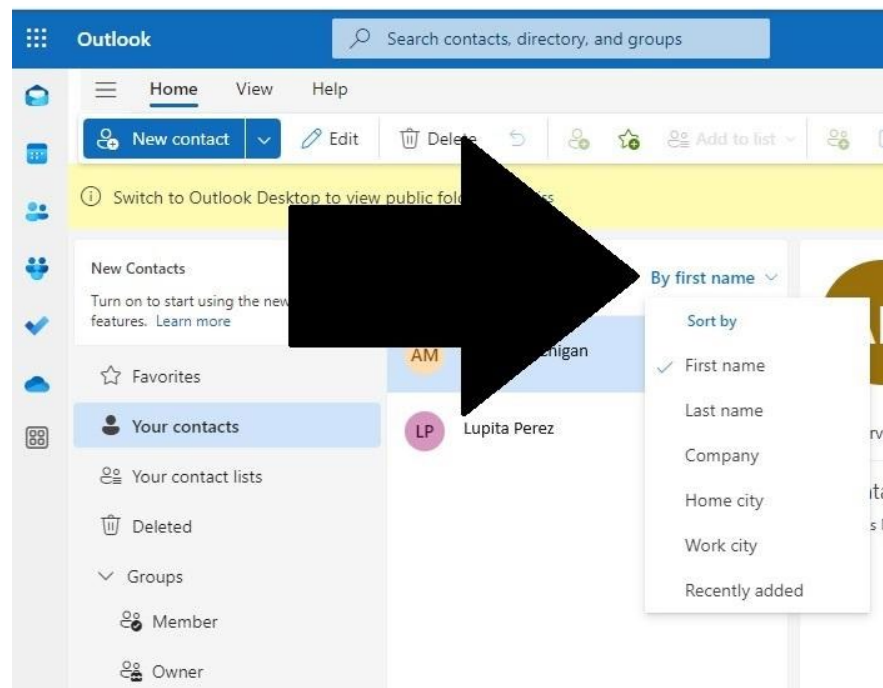 Outlook
Search contacts, directory, and groups
Home View Help
New contact Edit Delete Add to list
Switch to Outlook Desktop to view public
New Contacts
Turn on to start using the new
features. Learn more
By first name
Sort by
First name
Last name
Company
Home city
Work city
Recently added
Favorites
Your contacts
Your contact lists
Deleted
Groups
Member
Owner
AM
LP Lupita Perez